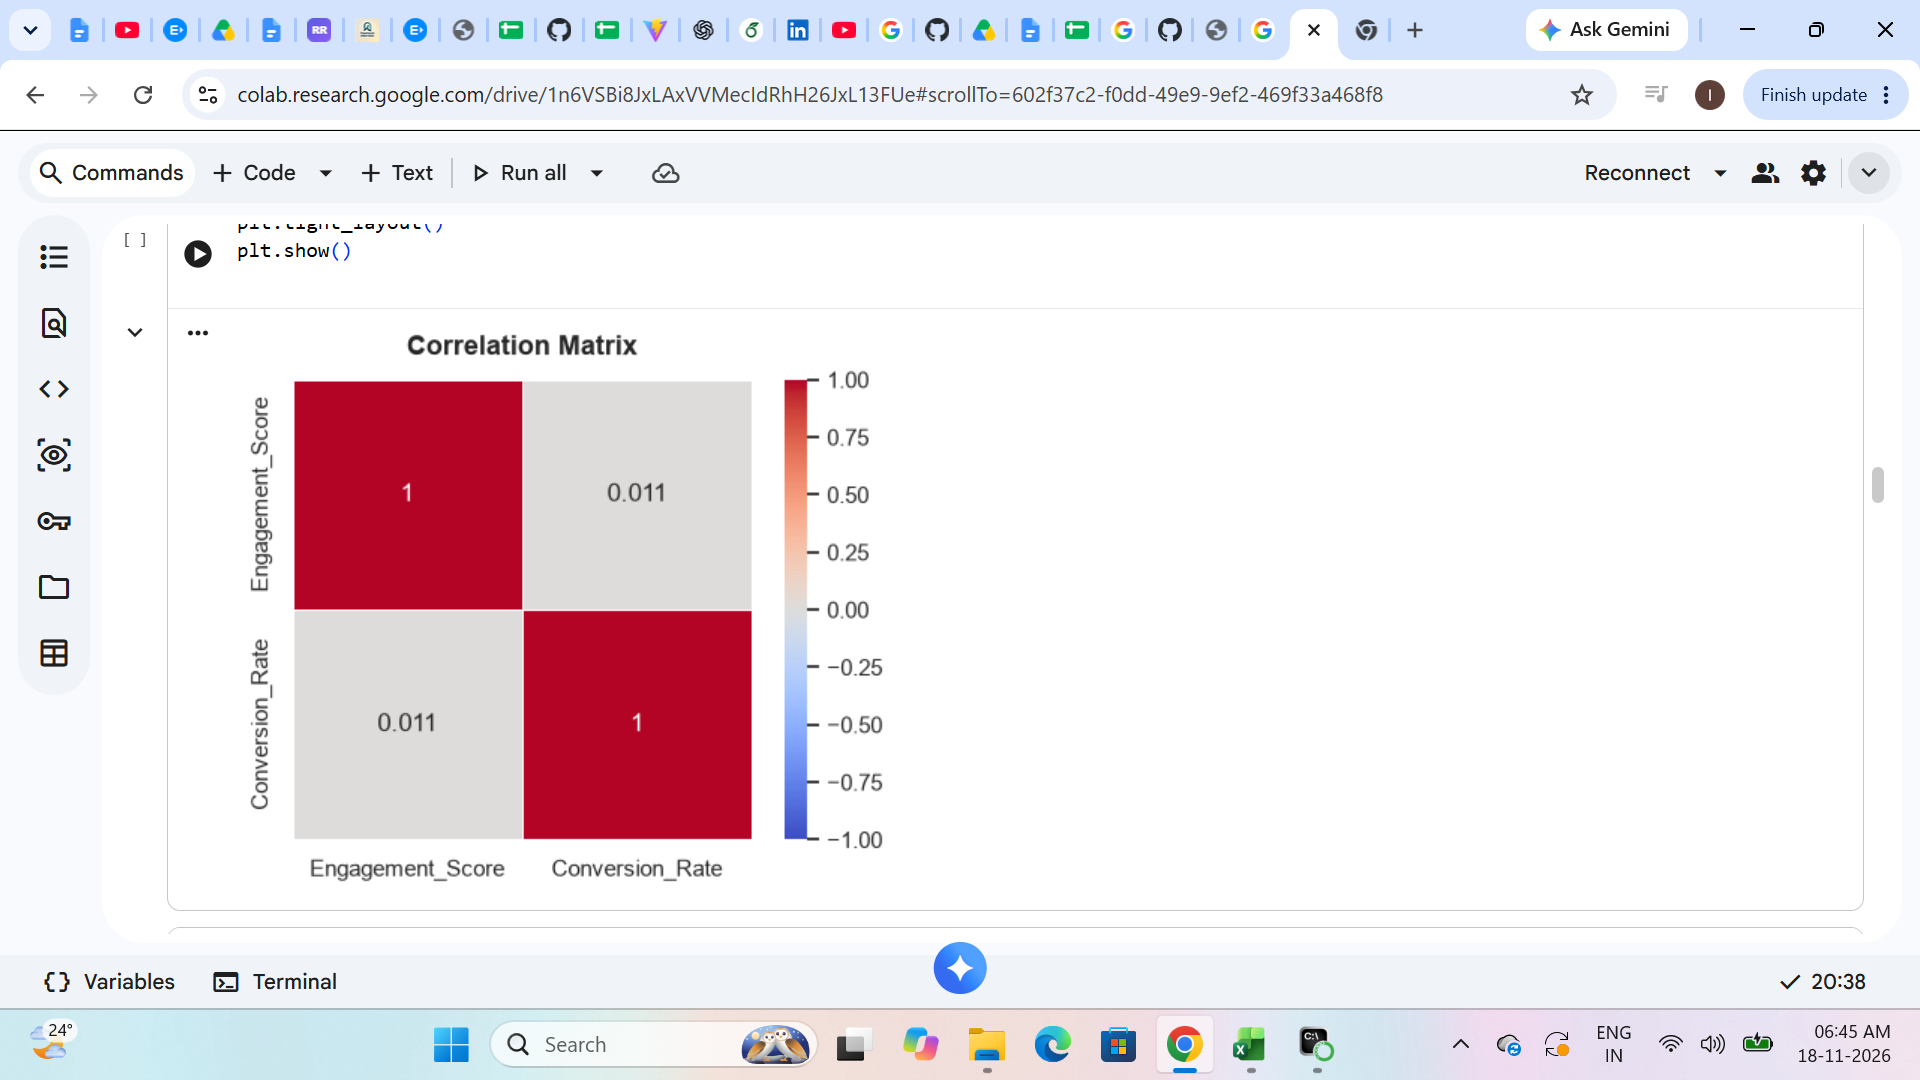 Ask Gemini
colab.research.google.com/drive/1n6VSBi8JxLAxVVMecIdRhH26JxL13FUe#scrollTo=602f37c2-f0dd-49e9-9ef2-469f33a468f8
I
Finish update
Commands
+ Code
+ Text
Run all
Reconnect
[ ]
plt.tight_layout()
plt.show()
Correlation Matrix
Engagement_Score
Conversion_Rate
1
0.011
0.011
1
1.00
0.75
0.50
0.25
0.00
−0.25
−0.50
−0.75
−1.00
Engagement_Score
Conversion_Rate
Variables
Terminal
20:38
24°
Search
ENG
IN
06:45 AM
18-11-2026